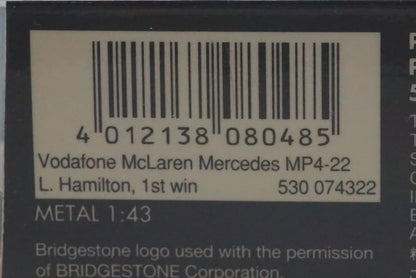 4 012138 080485
Vodafone McLaren Mercedes MP4-22
L. Hamilton, 1st win 530 074322
METAL 1:43
Bridgestone logo used with the permission
of BRIDGESTONE Corporation.